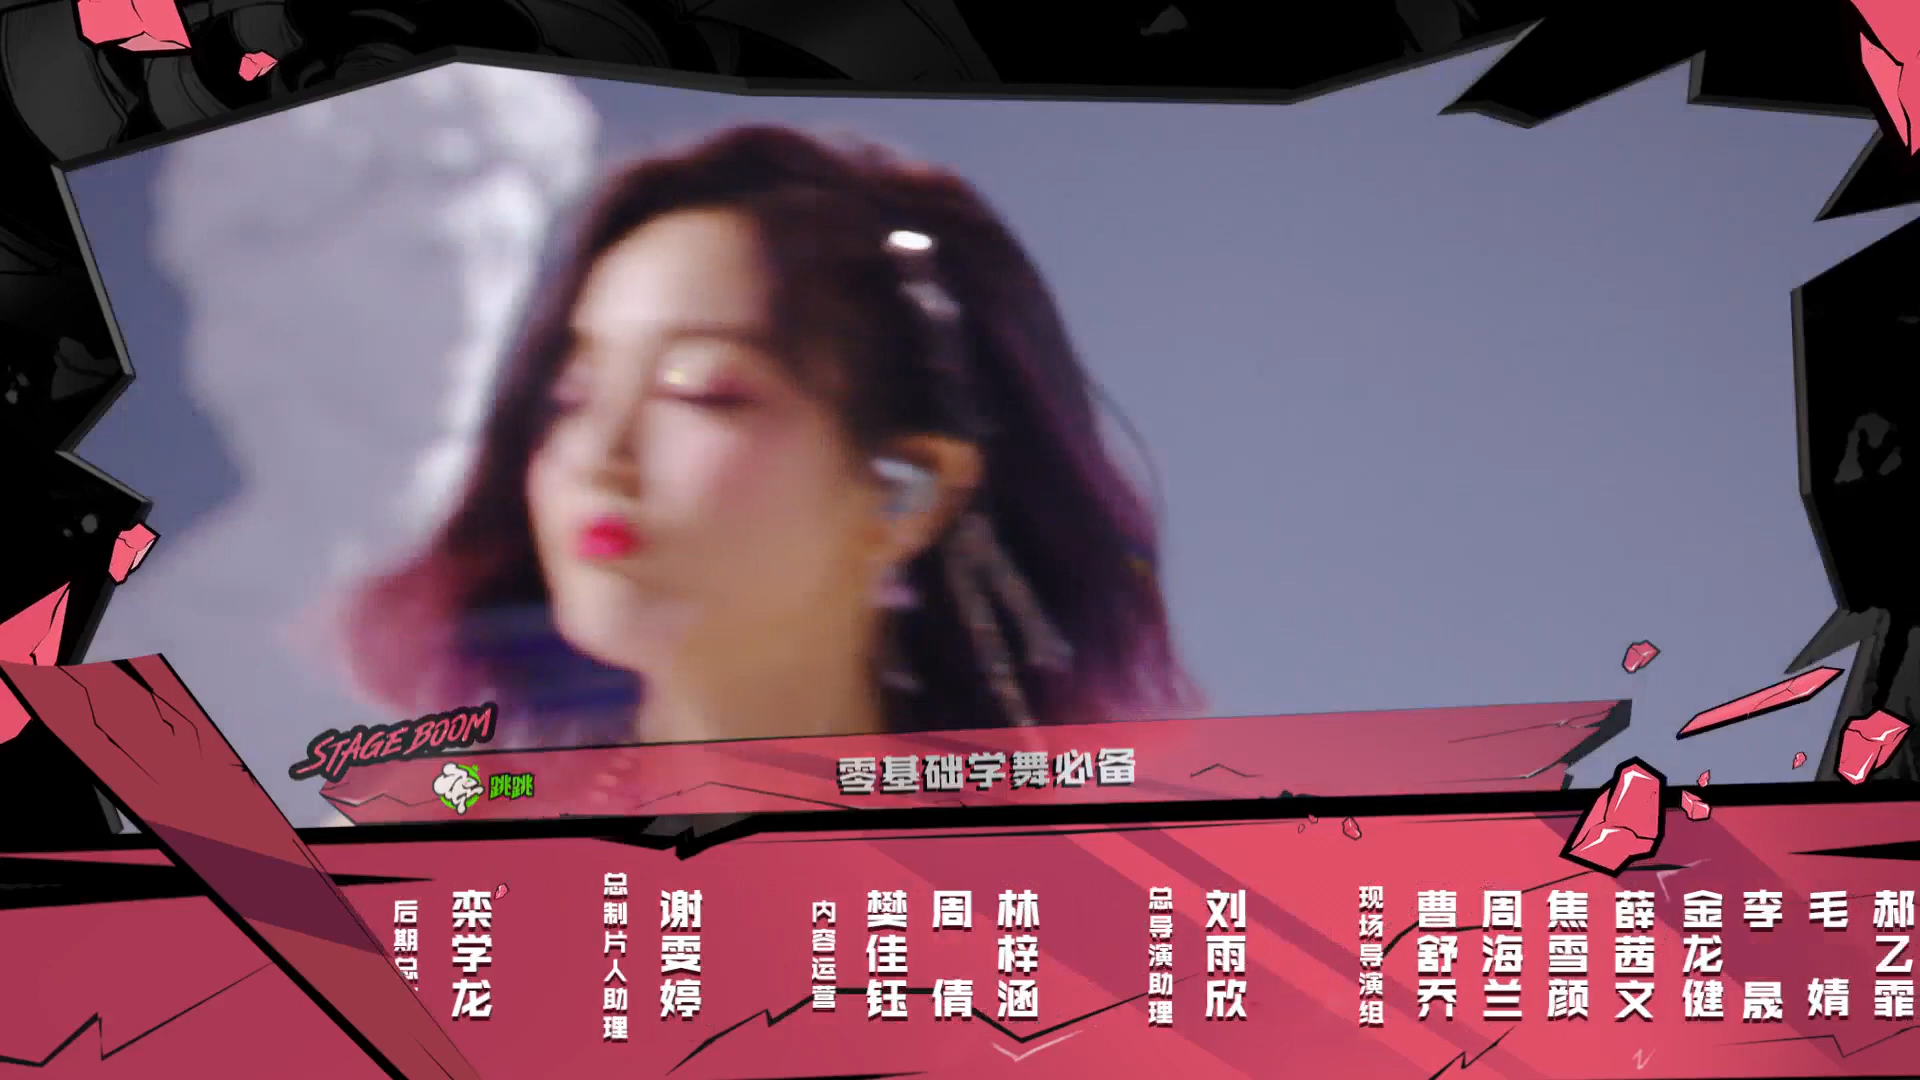 STAGE BOOM
跳跳
零基础学舞必备
后期总
栾学龙
总制片人助理
谢雯婷
内容运营
樊佳钰
周倩
林梓涵
总导演助理
刘雨欣
现场导演组
曹舒乔
周海兰
焦雪颜
薛茜文
金龙健
李晟
毛婧
郝乙霏